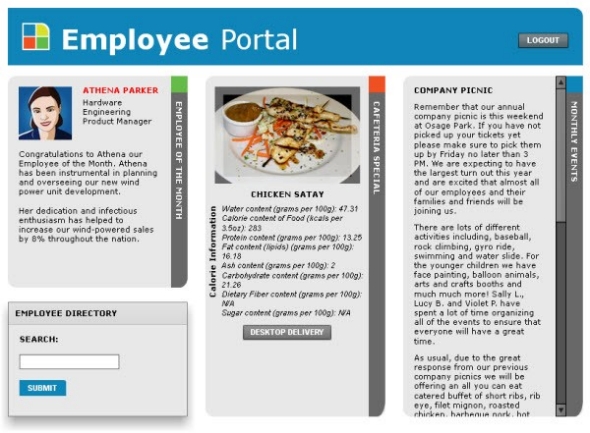 Employee Portal
LOGOUT
ATHENA PARKER
Hardware
Engineering
Product Manager
Congratulations to Athena our
Employee of the Month. Athena
has been instrumental in planning
and overseeing our new wind
power unit development.
Her dedication and infectious
enthusiasm has helped to
increase our wind-powered sales
by 8% throughout the nation.
EMPLOYEE OF THE MONTH
EMPLOYEE DIRECTORY
SEARCH:
SUBMIT
CHICKEN SATAY
Calorie Information
Water content (grams per 100g): 47.31
Calorie content of Food (kcals per
3.5oz): 283
Protein content (grams per 100g): 13.25
Fat content (lipids) (grams per 100g):
16.18
Ash content (grams per 100g): 2
Carbohydrate content (grams per 100g):
21.26
Dietary Fiber content (grams per 100g):
N/A
Sugar content (grams per 100g): N/A
DESKTOP DELIVERY
CAFETERIA SPECIAL
COMPANY PICNIC
Remember that our annual
company picnic is this weekend
at Osage Park. If you have not
picked up your tickets yet
please make sure to pick them
up by Friday no later than 3
PM. We are expecting to have
the largest turn out this year
and are excited that almost all
of our employees and their
families and friends will be
joining us.
There are lots of different
activities including, baseball,
rock climbing, gyro ride,
swimming and water slide. For
the younger children we have
face painting, balloon animals,
arts and crafts booths and
much much more! Sally L.,
Lucy B. and Violet P. have
spent a lot of time organizing
all of the events to ensure that
everyone will have a great
time.
As usual, due to the great
response from our previous
company picnics we will be
offering an all you can eat
catered buffet of short ribs, rib
eye, filet mignon, roasted
chicken, barbeque pork, hot
MONTHLY EVENTS